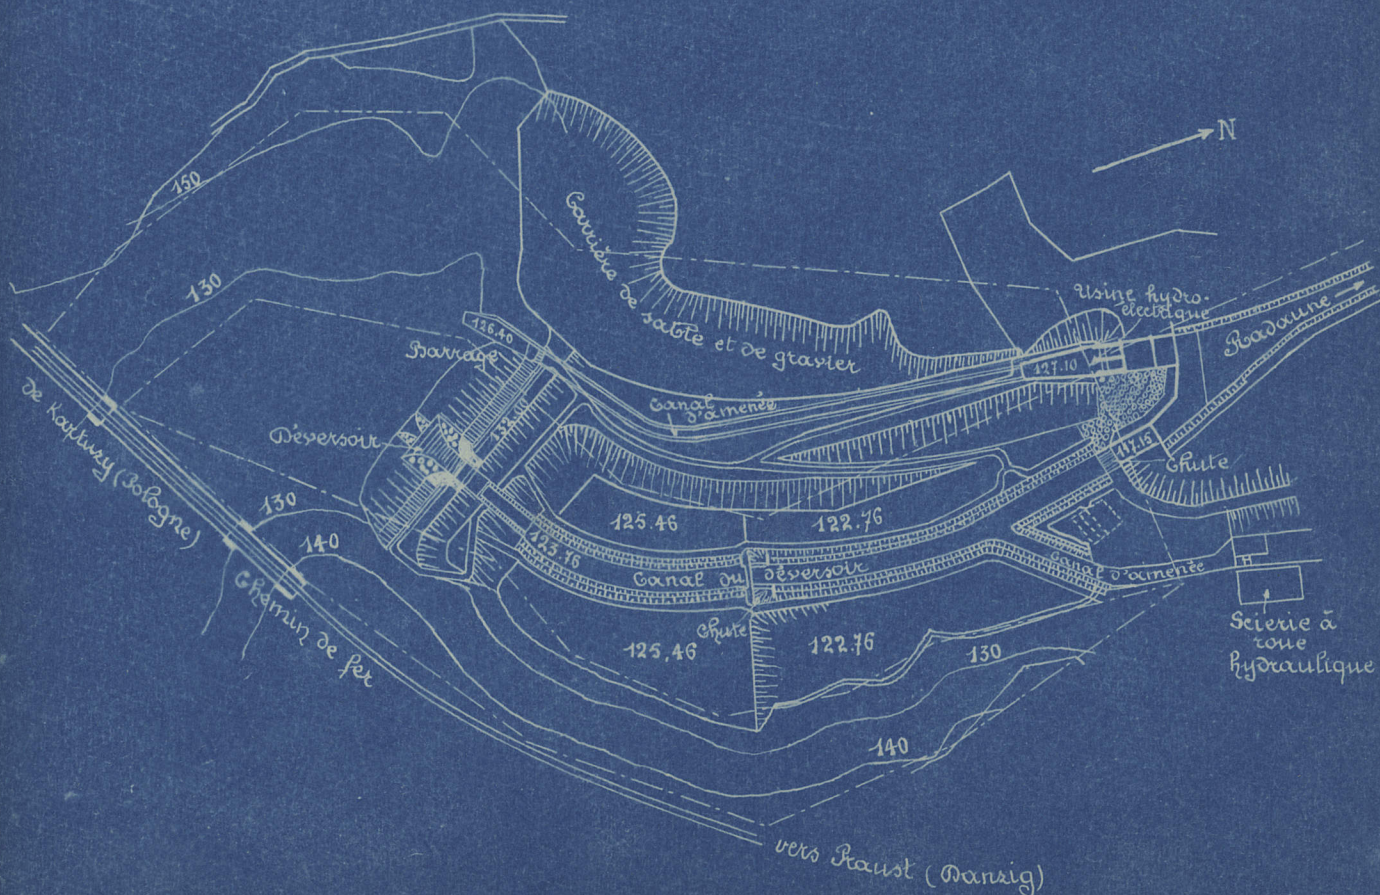 N
150
130
Carrière de sable et de gravier
Usine hydro-
électrique
Radaune
126.40
Barrage
127.10
Canal
d'amenée
de Kartuzy (Pologne)
Déversoir
117.15
Chute
130
125.46
122.76
140
123.76
Canal du déversoir
Canal d'amenée
Chemin de fer
Chute
125.46
122.76
130
Scierie à
roue
hydraulique
140
vers Praust (Danzig)